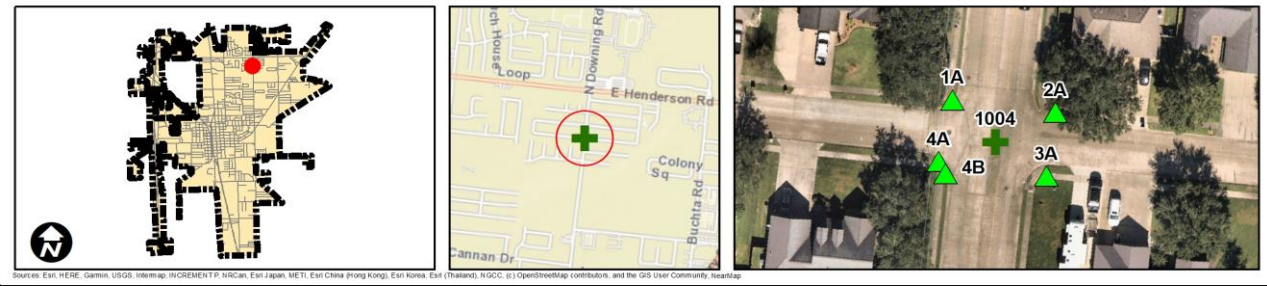 N
ch House
N Downing Rd
Loop
E Henderson Rd
Colony
Sq
Buchta Rd
Cannan Dr
1A
2A
1004
4A
4B
3A
Sources: Esri, HERE, Garmin, USGS, Intermap, INCREMENT P, NRCan, Esri Japan, METI, Esri China (Hong Kong), Esri Korea, Esri (Thailand), NGCC, (c) OpenStreetMap contributors, and the GIS User Community, NearMap